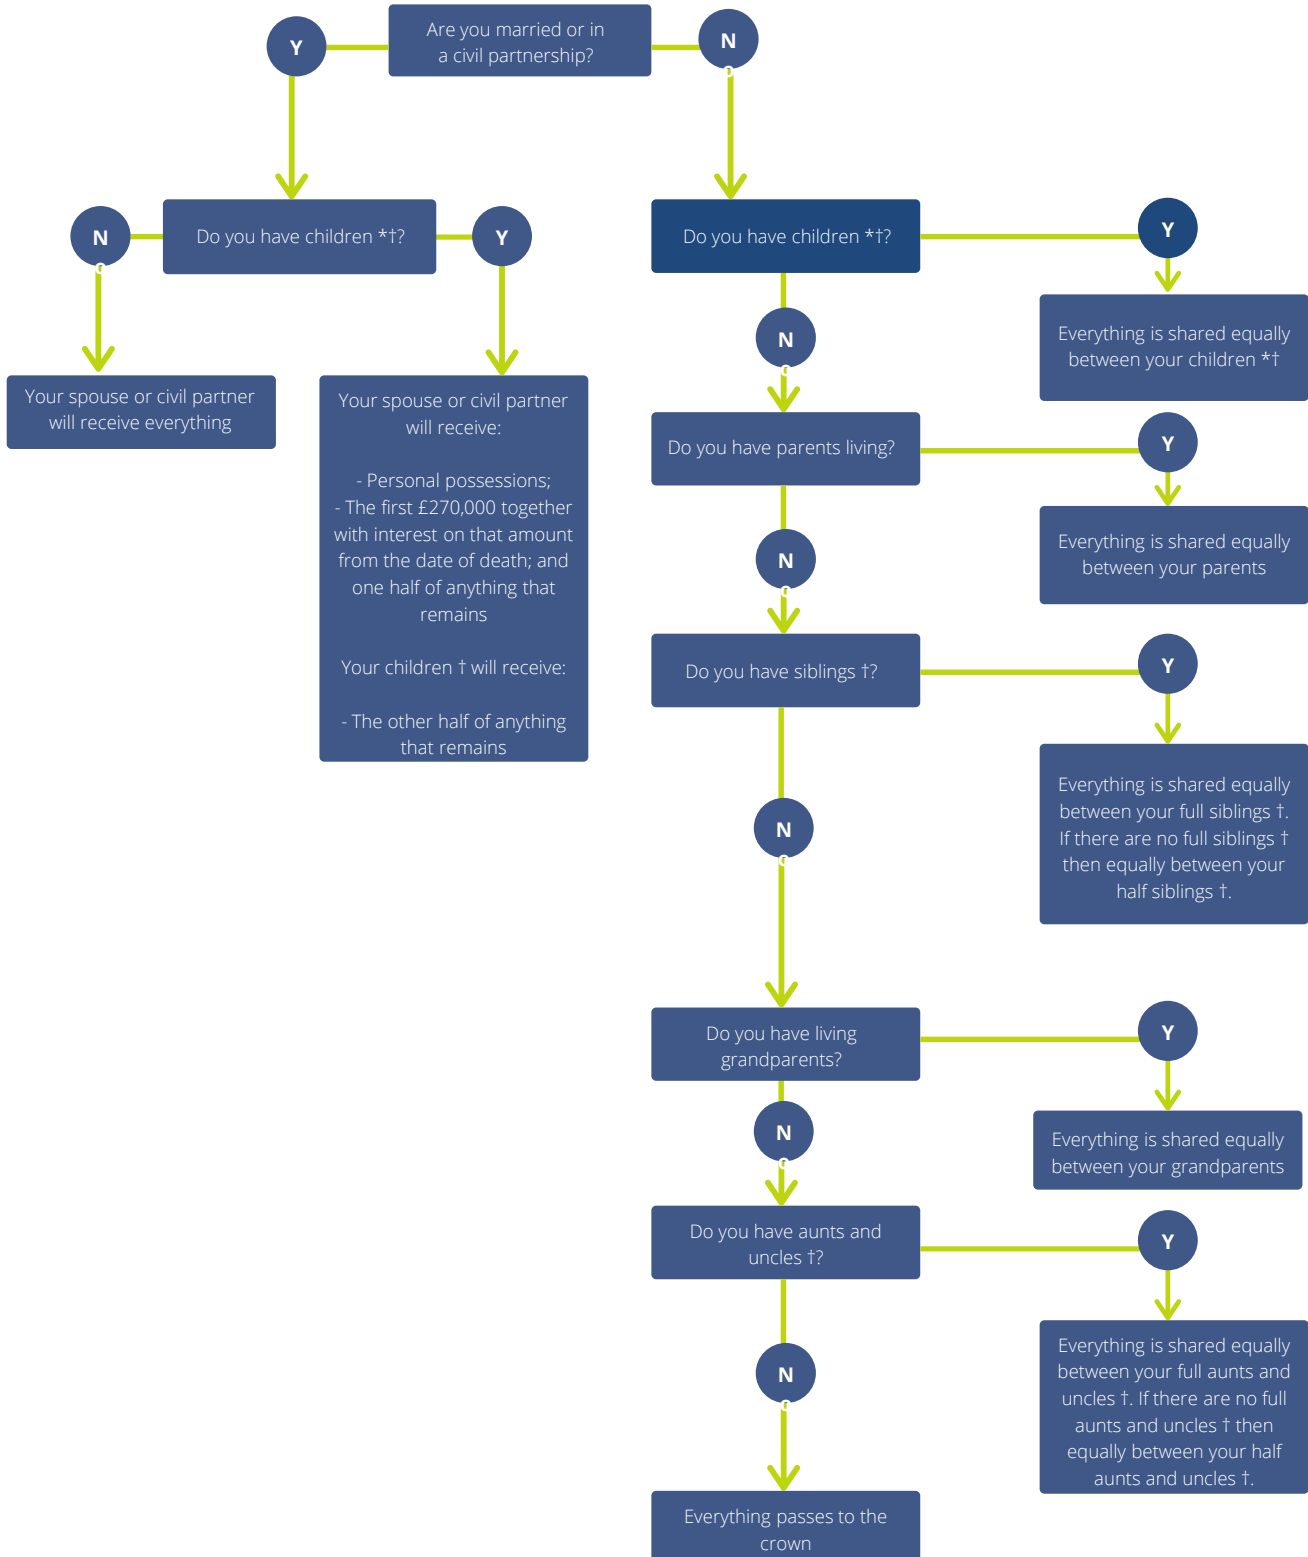 Are you married or in
a civil partnership?
Y
N
o
Do you have children *†?
N
o
Y
Your spouse or civil partner
will receive everything
Your spouse or civil partner
will receive:
- Personal possessions;
- The first £270,000 together
with interest on that amount
from the date of death; and
one half of anything that
remains
Your children † will receive:
- The other half of anything
that remains
Do you have children *†?
Y
Everything is shared equally
between your children *†
N
o
Do you have parents living?
Y
Everything is shared equally
between your parents
N
o
Do you have siblings †?
Y
Everything is shared equally
between your full siblings †.
If there are no full siblings †
then equally between your
half siblings †.
N
o
Do you have living
grandparents?
Y
Everything is shared equally
between your grandparents
N
o
Do you have aunts and
uncles †?
Y
Everything is shared equally
between your full aunts and
uncles †. If there are no full
aunts and uncles † then
equally between your half
aunts and uncles †.
N
o
Everything passes to the
crown